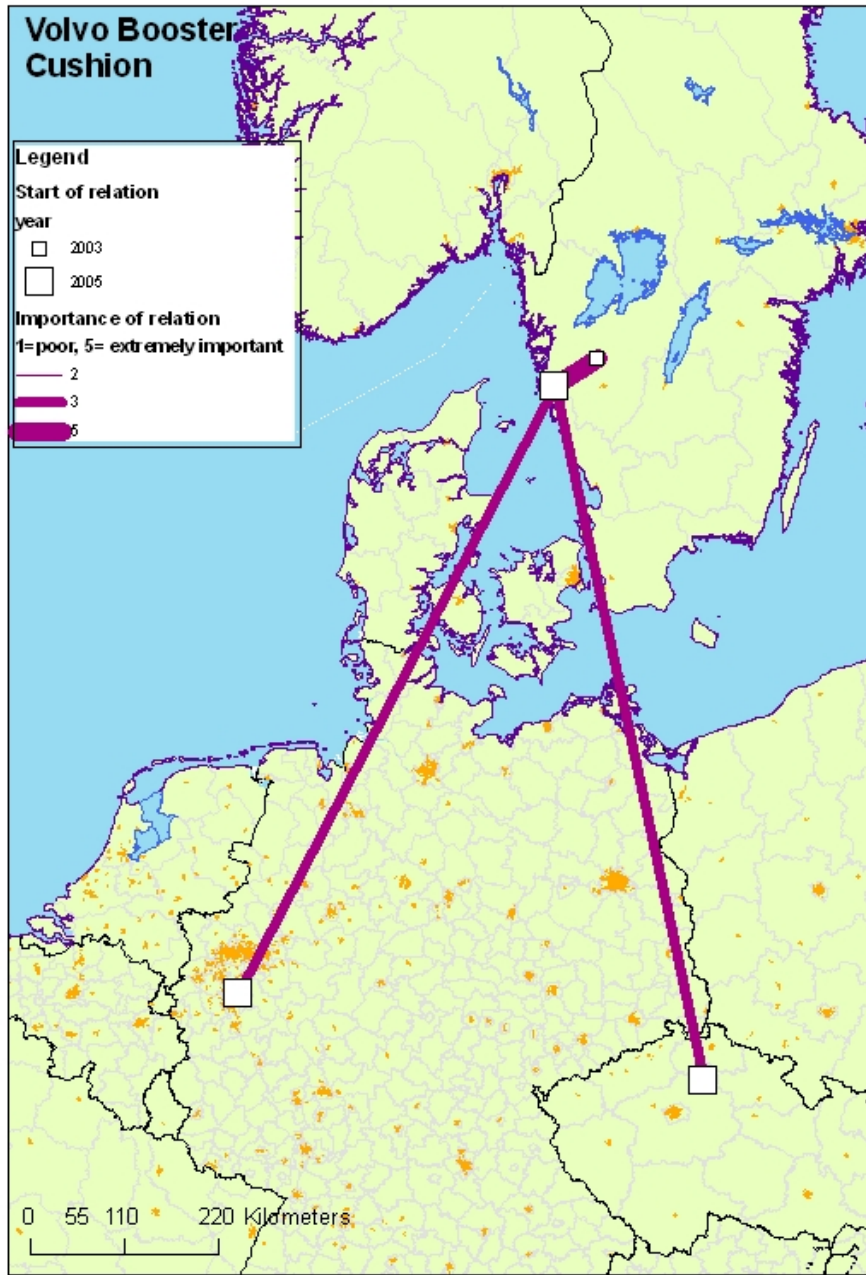 Volvo Booster
Cushion
Legend
Start of relation
year
2003
2005
Importance of relation
1=poor, 5= extremely important
2
3
5
0 55 110 220 Kilometers